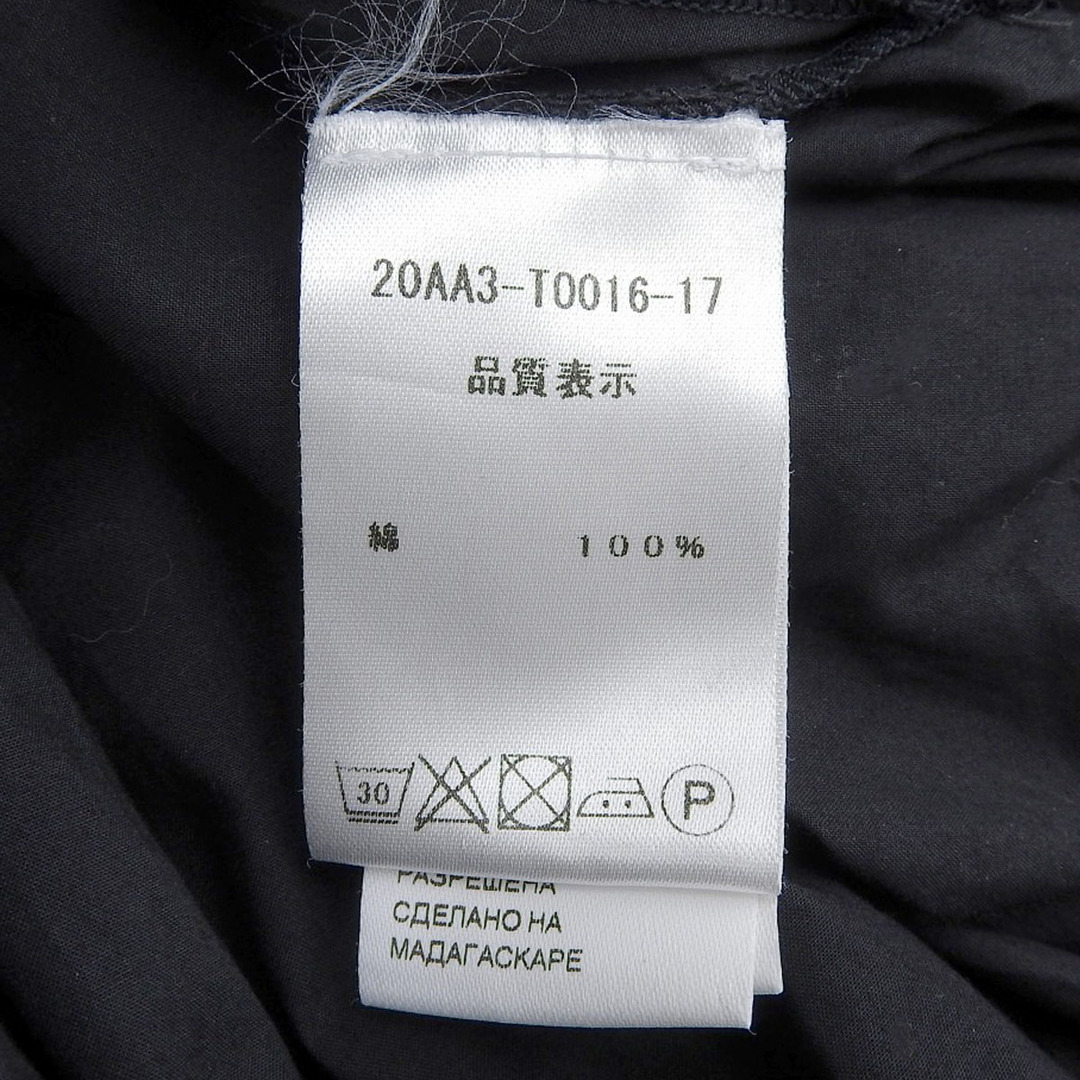 20AA3-T0016-17
品質表示
綿 100%
30 P
РАЗРЕШЕНА
СДЕЛАНО НА
МАДАГАСКАРЕ